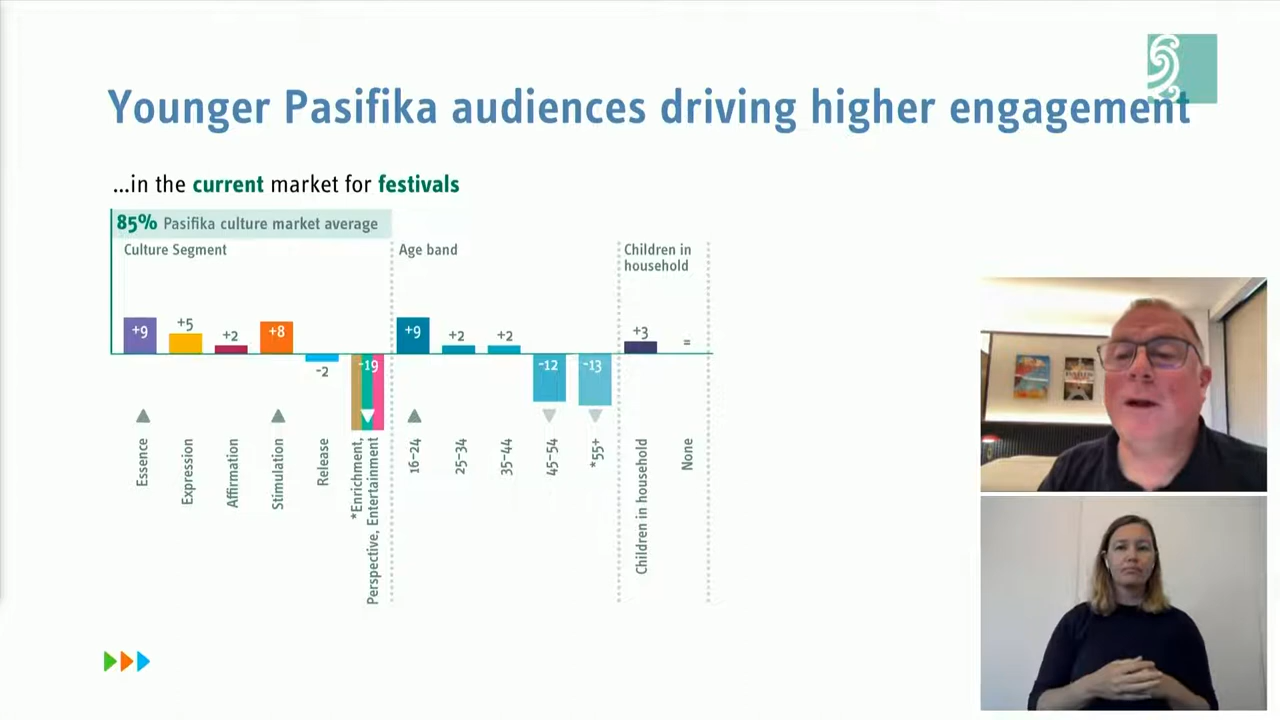 Younger Pasifika audiences driving higher engagement
...in the current market for festivals
85% Pasifika culture market average
Culture Segment
Age band
Children in
household
+9
+5
+2
+8
-2
-19
+9
+2
+2
-12
-13
+3
=
Essence
Expression
Affirmation
Stimulation
Release
*Enrichment,
Perspective, Entertainment
16-24
25-34
35-44
45-54
*55+
Children in household
None